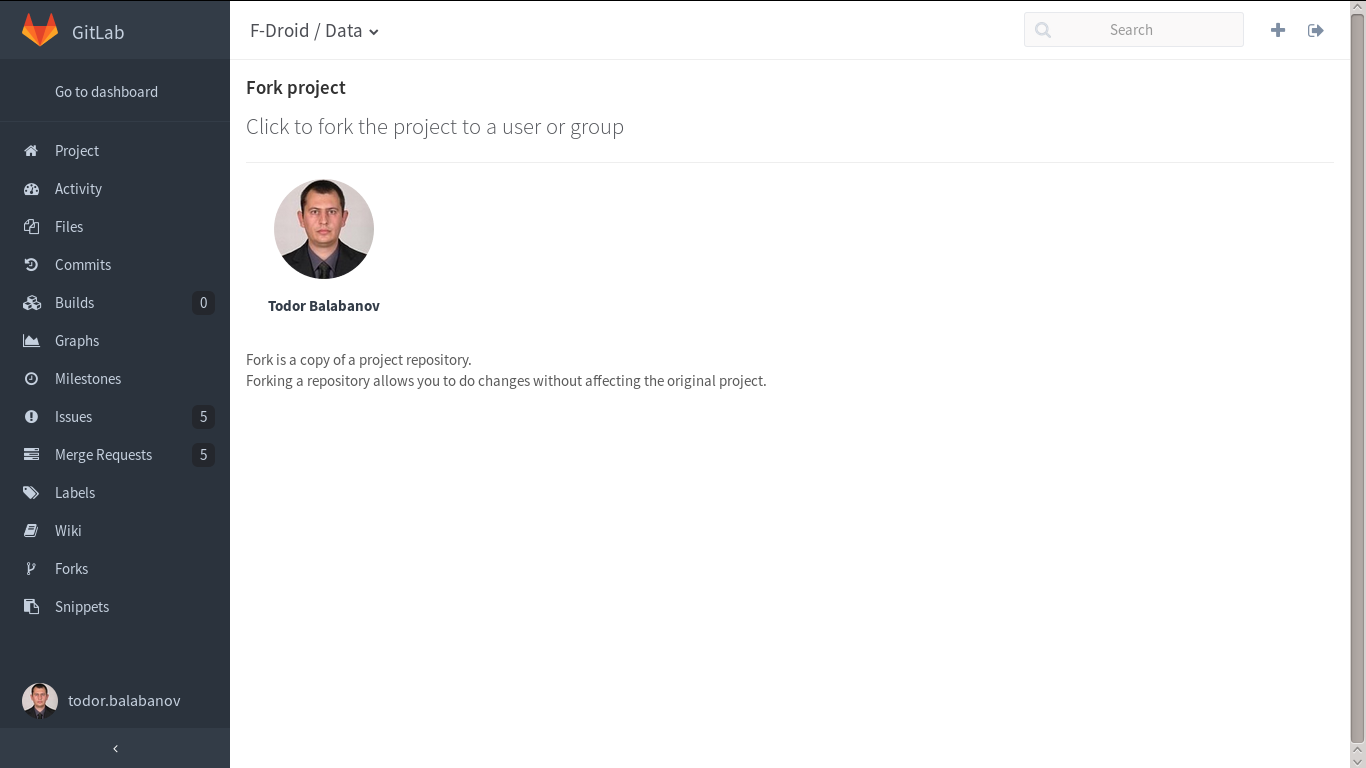 GitLab
F-Droid / Data
Search
Go to dashboard
Project
Activity
Files
Commits
Builds 0
Graphs
Milestones
Issues 5
Merge Requests 5
Labels
Wiki
Forks
Snippets
todor.balabanov
Fork project
Click to fork the project to a user or group
Todor Balabanov
Fork is a copy of a project repository.
Forking a repository allows you to do changes without affecting the original project.